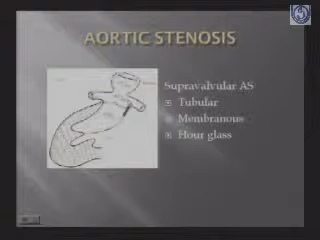 AORTIC STENOSIS
Supravalvular AS
Tubular
Membranous
Hour glass